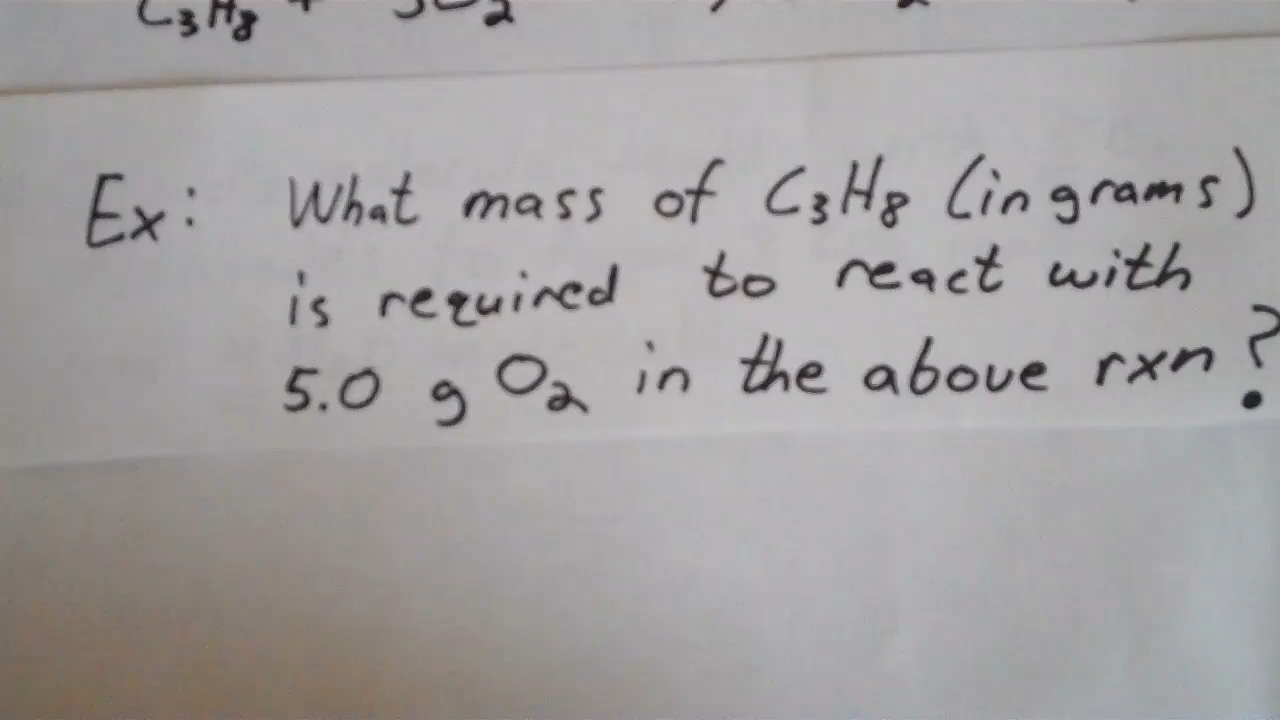 C₃H₈ +
Ex: What mass of C₃H₈ (in grams)
is required to react with
5.0 g O₂ in the above rxn?